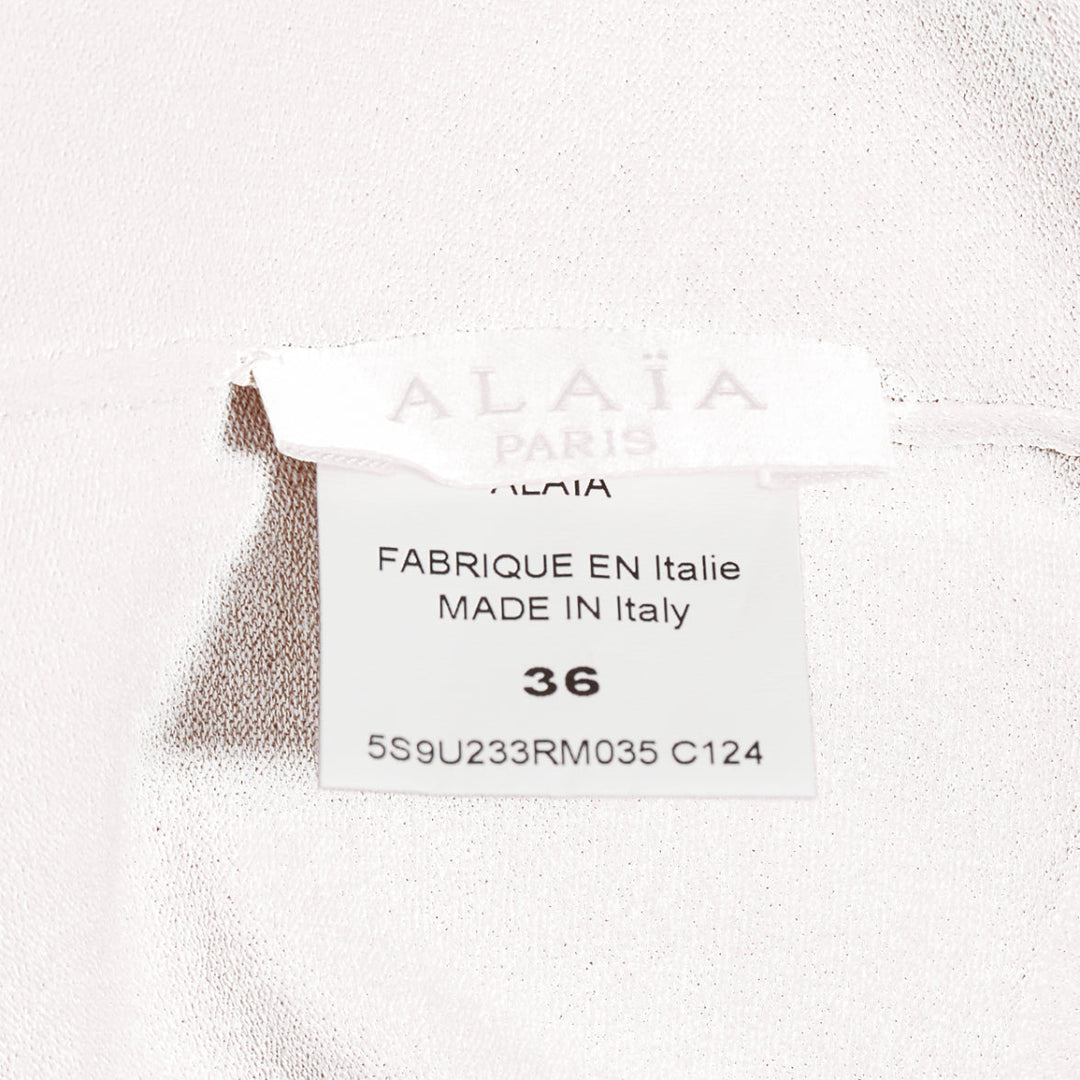 ALAÏA
PARIS
ALAIA
FABRIQUE EN Italie
MADE IN Italy
36
5S9U233RM035 C124